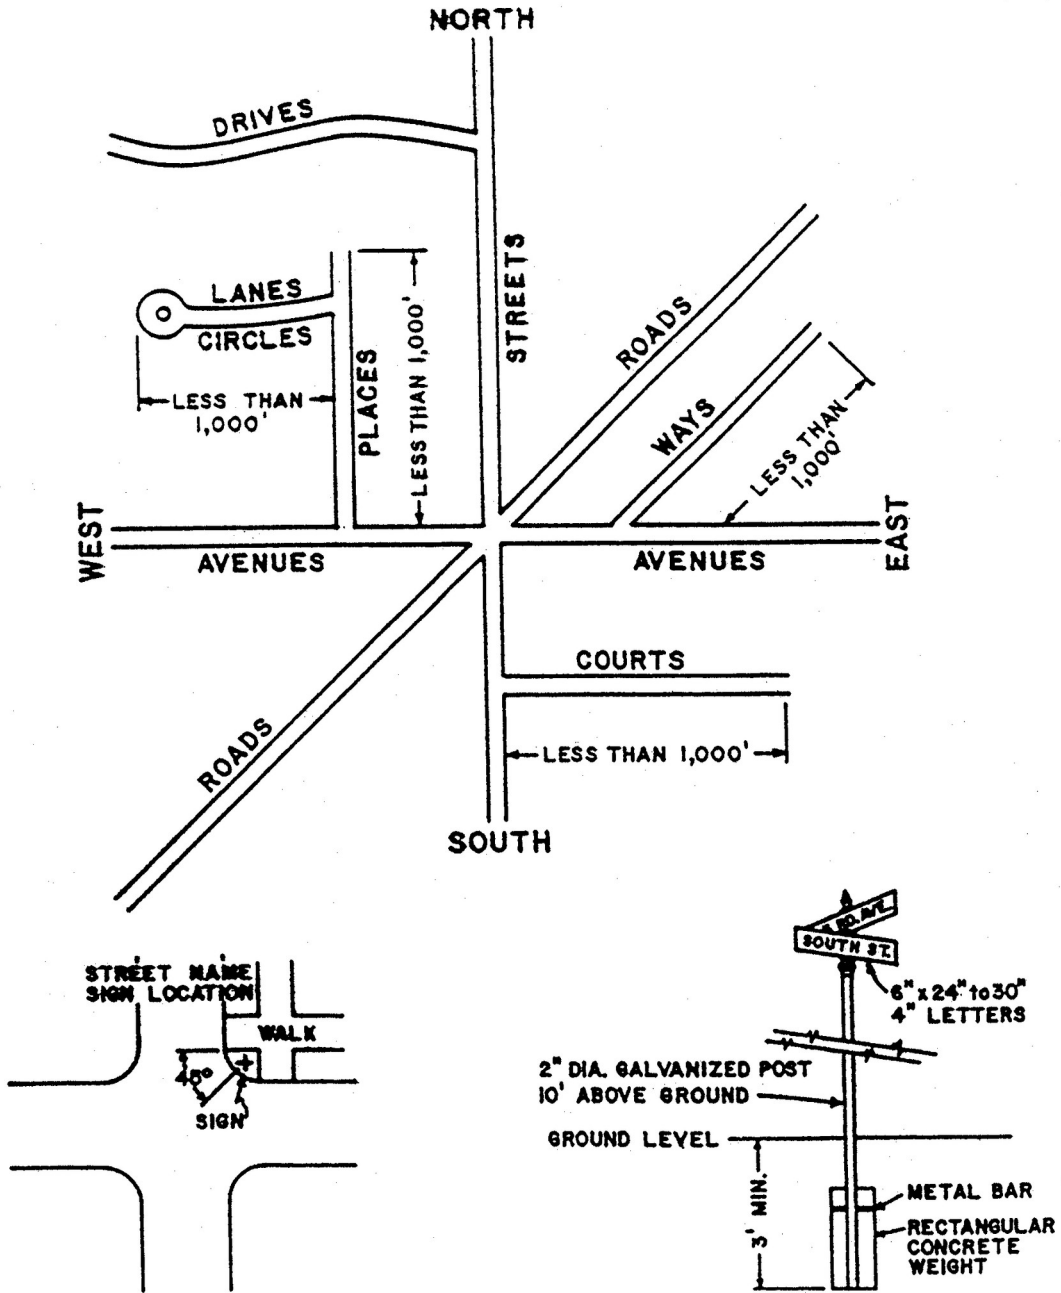 NORTH
DRIVES
STREETS
LANES
CIRCLES
LESS THAN
1,000'
PLACES
LESS THAN 1,000'
ROADS
WAYS
LESS THAN
1,000'
WEST
AVENUES
AVENUES
EAST
COURTS
LESS THAN 1,000'
ROADS
SOUTH
STREET NAME
SIGN LOCATION
WALK
45°
SIGN
RD. AVE.
SOUTH ST.
6" x 24" to 30"
4" LETTERS
2" DIA. GALVANIZED POST
10' ABOVE GROUND
GROUND LEVEL
3' MIN.
METAL BAR
RECTANGULAR
CONCRETE
WEIGHT